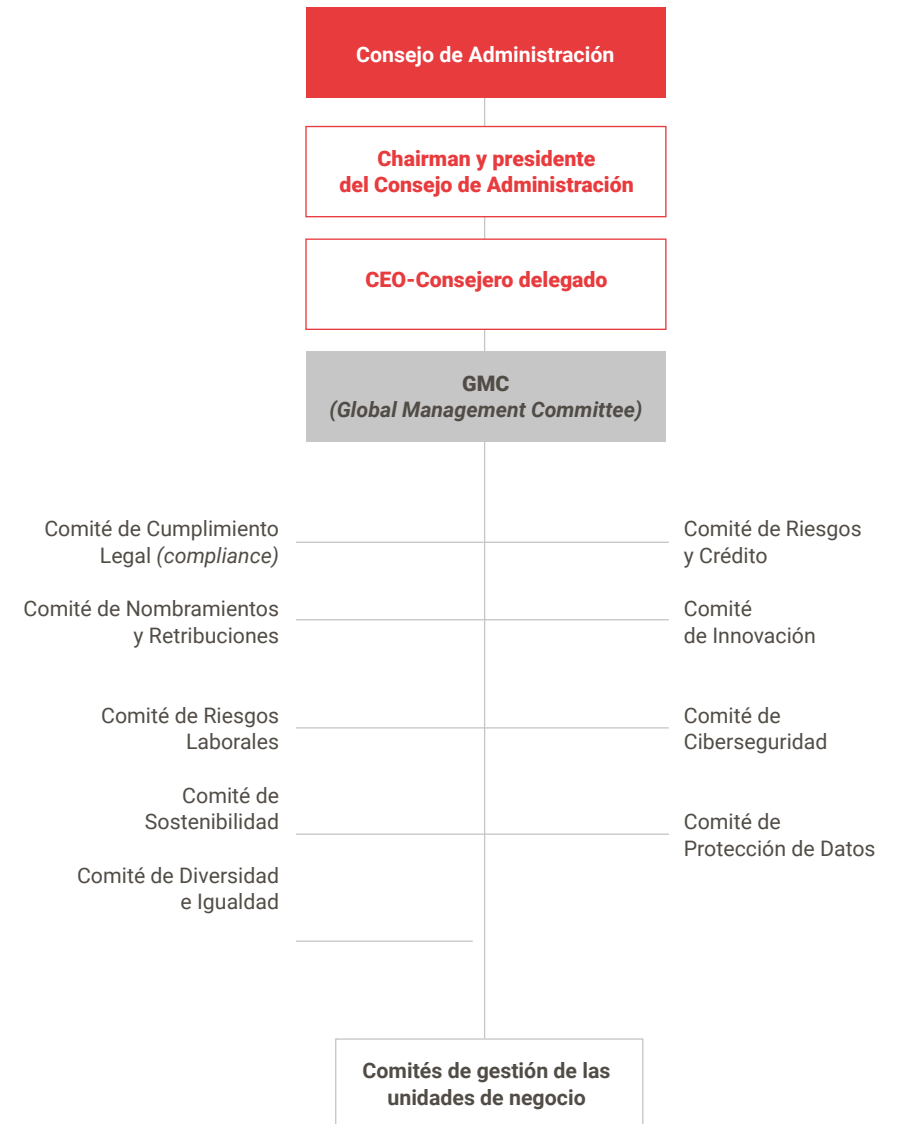 Consejo de Administración
Chairman y presidente
del Consejo de Administración
CEO-Consejero delegado
GMC
(Global Management Committee)
Comité de Cumplimiento
Legal (compliance)
Comité de Riesgos
y Crédito
Comité de Nombramientos
y Retribuciones
Comité
de Innovación
Comité de Riesgos
Laborales
Comité de
Ciberseguridad
Comité de
Sostenibilidad
Comité de
Protección de Datos
Comité de Diversidad
e Igualdad
Comités de gestión de las
unidades de negocio